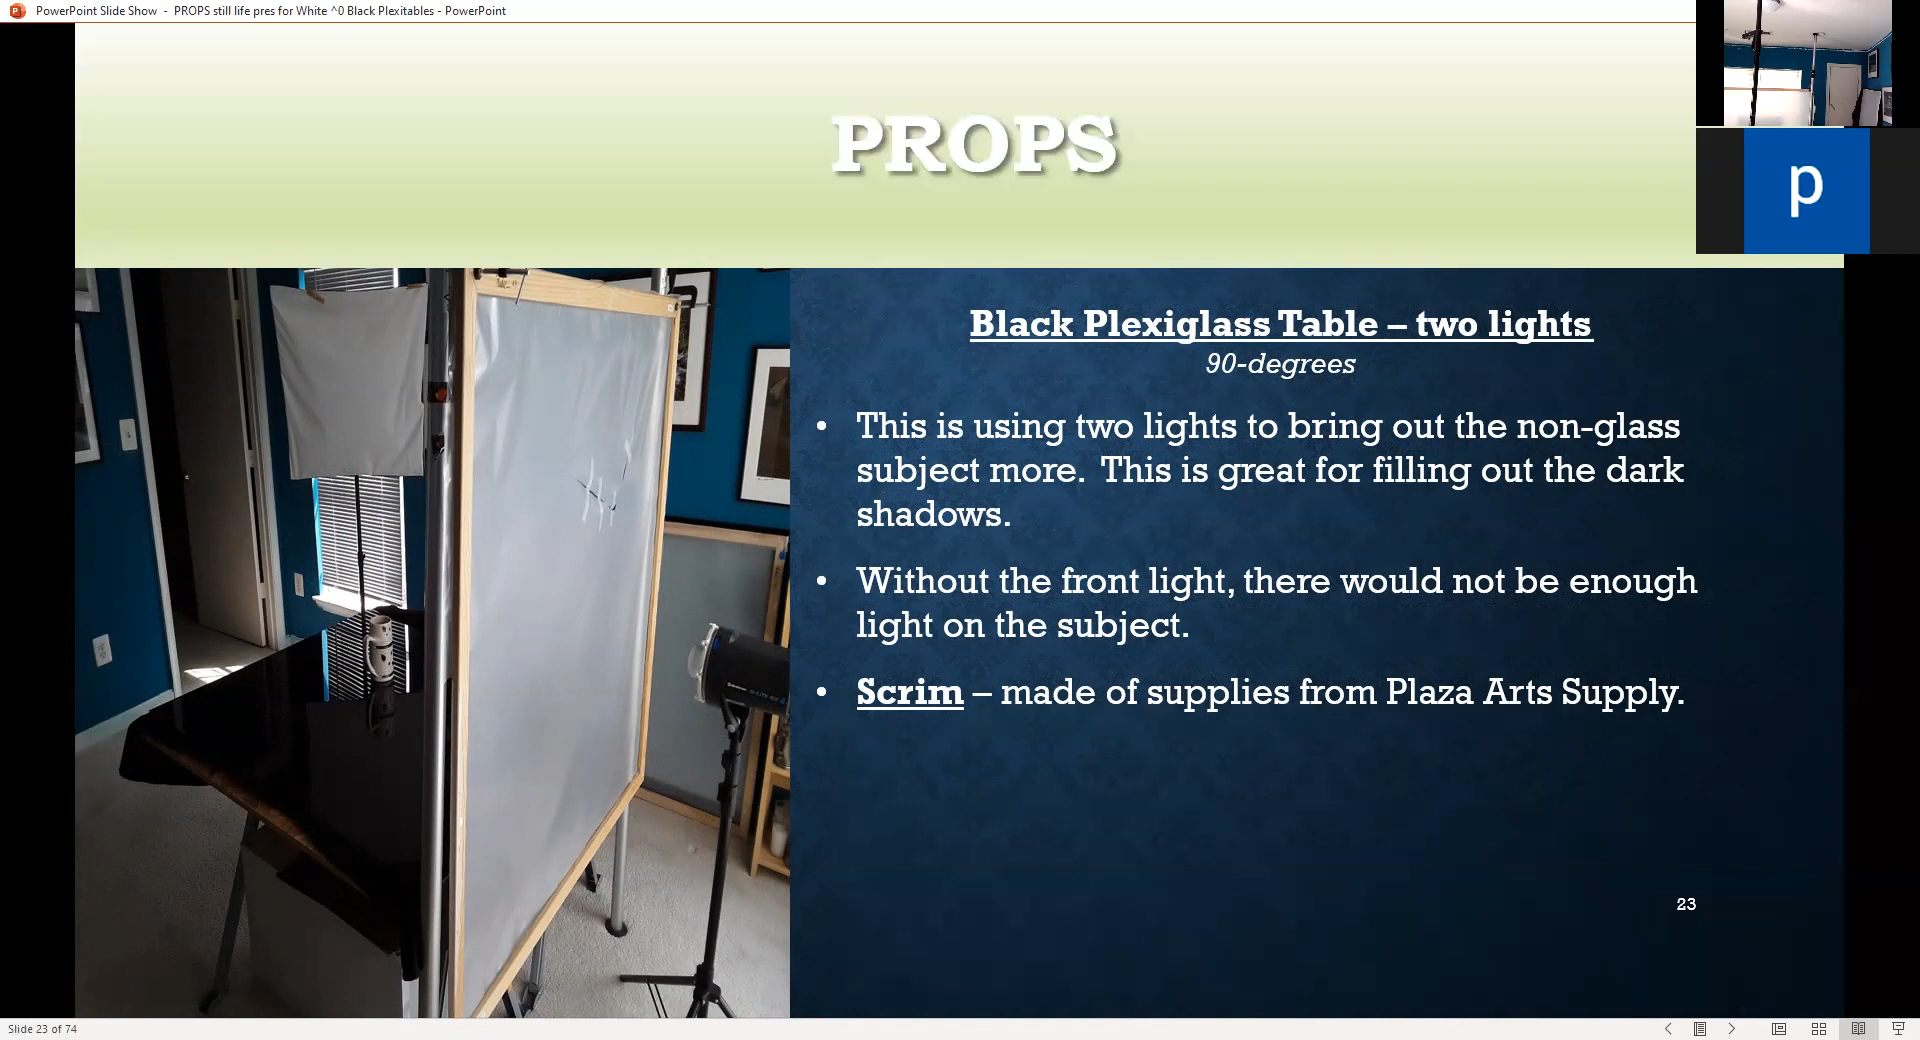 PowerPoint Slide Show - PROPS still life pres for White ^0 Black Plexitables - PowerPoint
PROPS
p
Black Plexiglass Table – two lights
90-degrees
• This is using two lights to bring out the non-glass
subject more. This is great for filling out the dark
shadows.
• Without the front light, there would not be enough
light on the subject.
• Scrim – made of supplies from Plaza Arts Supply.
23
Slide 23 of 74